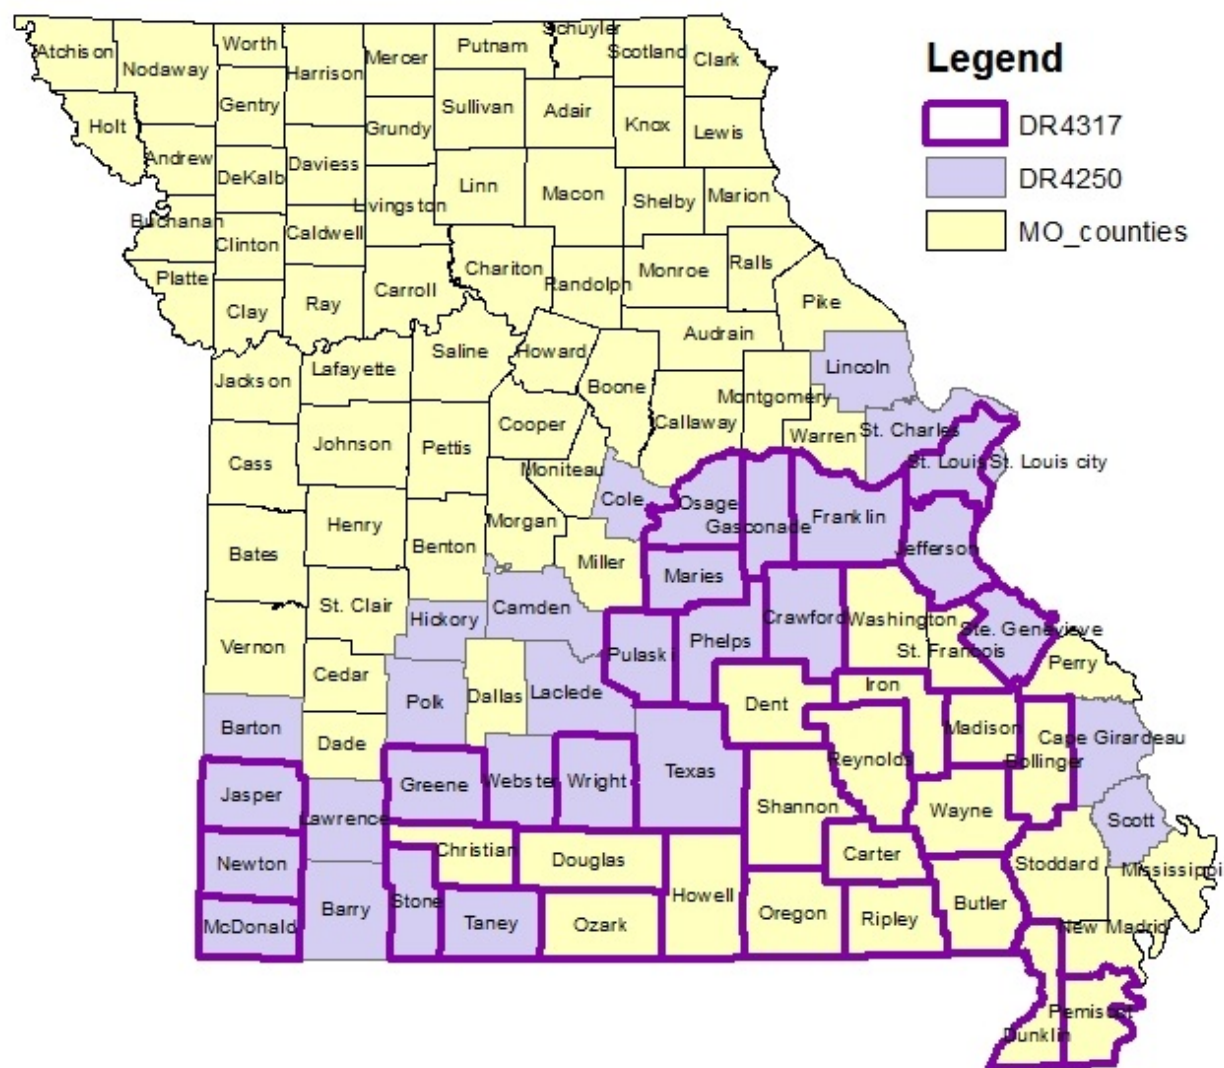 Legend
DR4317
DR4250
MO_counties
Atchison
Nodaway
Worth
Harrison
Mercer
Putnam
Schuyler
Scotland
Clark
Gentry
Sullivan
Adair
Knox
Lewis
Holt
Andrew
DeKalb
Daviess
Grundy
Linn
Macon
Shelby
Marion
Livingston
Buchanan
Clinton
Caldwell
Chariton
Randolph
Monroe
Ralls
Platte
Clay
Ray
Carroll
Pike
Audrain
Jackson
Lafayette
Saline
Howard
Boone
Lincoln
Montgomery
Callaway
Cooper
Johnson
Pettis
Warren
St. Charles
Cass
Moniteau
St. Louis
St. Louis city
Cole
Osage
Gasconade
Franklin
Henry
Morgan
Bates
Benton
Miller
Jefferson
Maries
St. Clair
Camden
Hickory
Crawford
Washington
Ste. Genevieve
Vernon
Pulaski
Phelps
St. Francois
Perry
Cedar
Polk
Dallas
Laclede
Dent
Iron
Barton
Dade
Madison
Cape Girardeau
Bollinger
Reynolds
Texas
Webster
Wright
Greene
Jasper
Shannon
Wayne
Scott
Lawrence
Christian
Douglas
Carter
Stoddard
Mississippi
Newton
Barry
Stone
Taney
Ozark
Howell
Oregon
Ripley
Butler
New Madrid
McDonald
Pemiscot
Dunklin